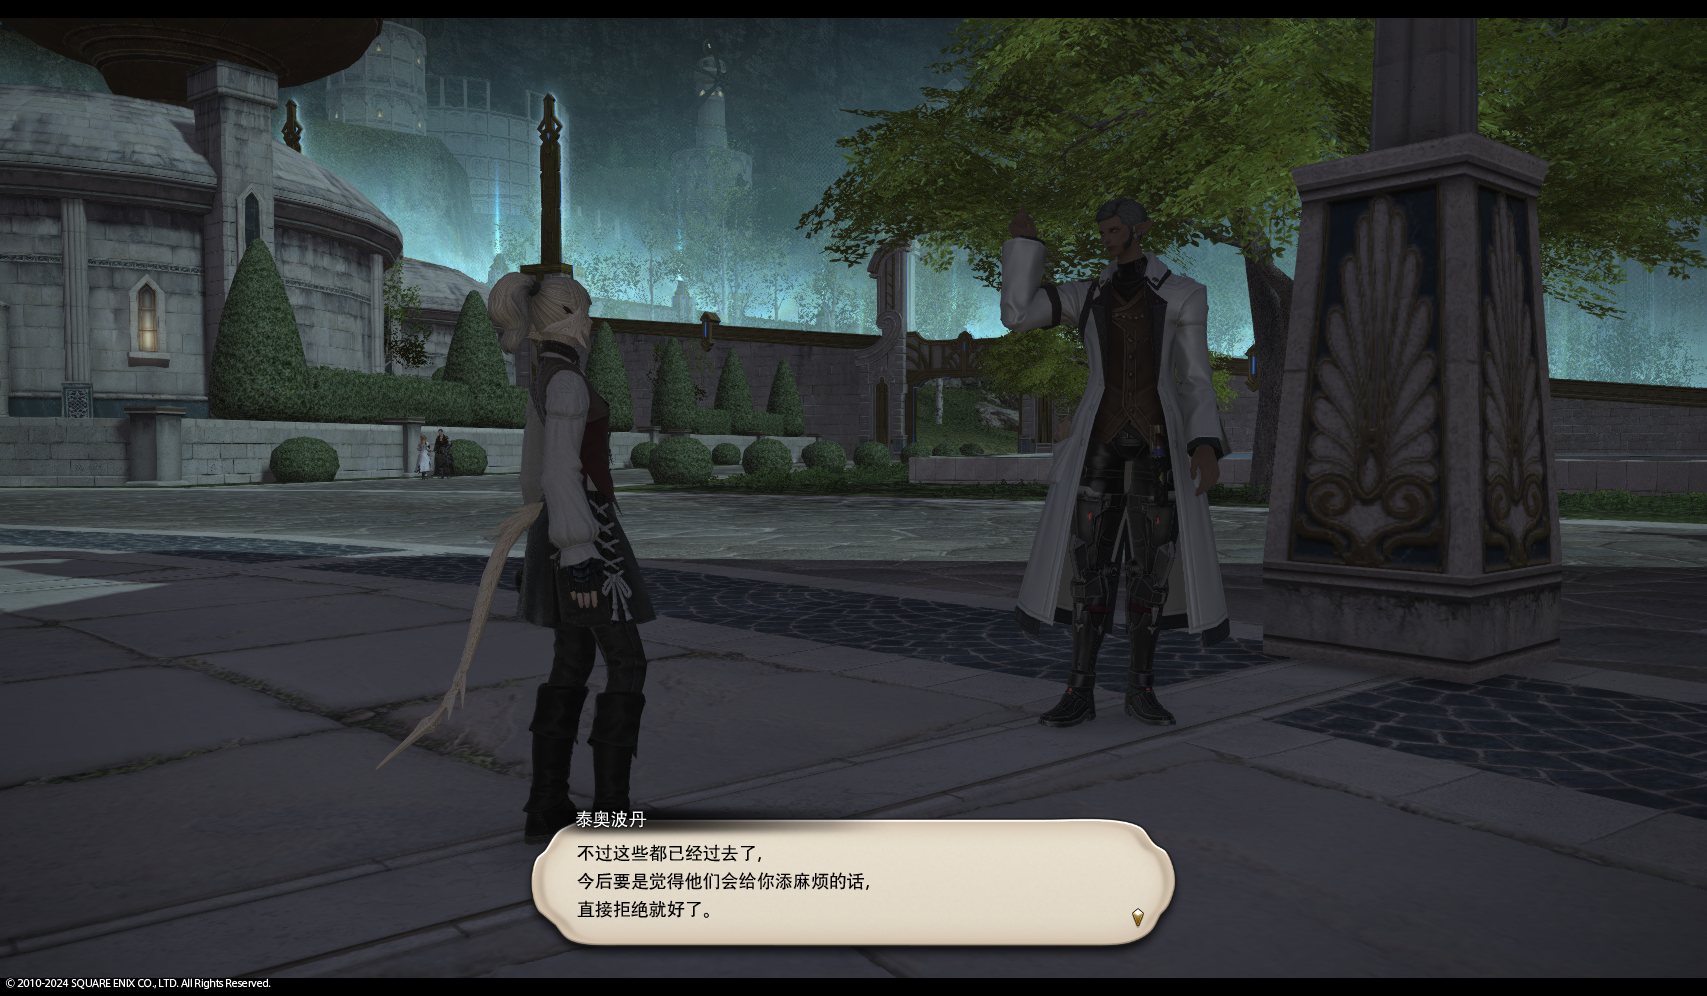 泰奥波丹
不过这些都已经过去了，
今后要是觉得他们会给你添麻烦的话，
直接拒绝就好了。
© 2010-2024 SQUARE ENIX CO., LTD. All Rights Reserved.